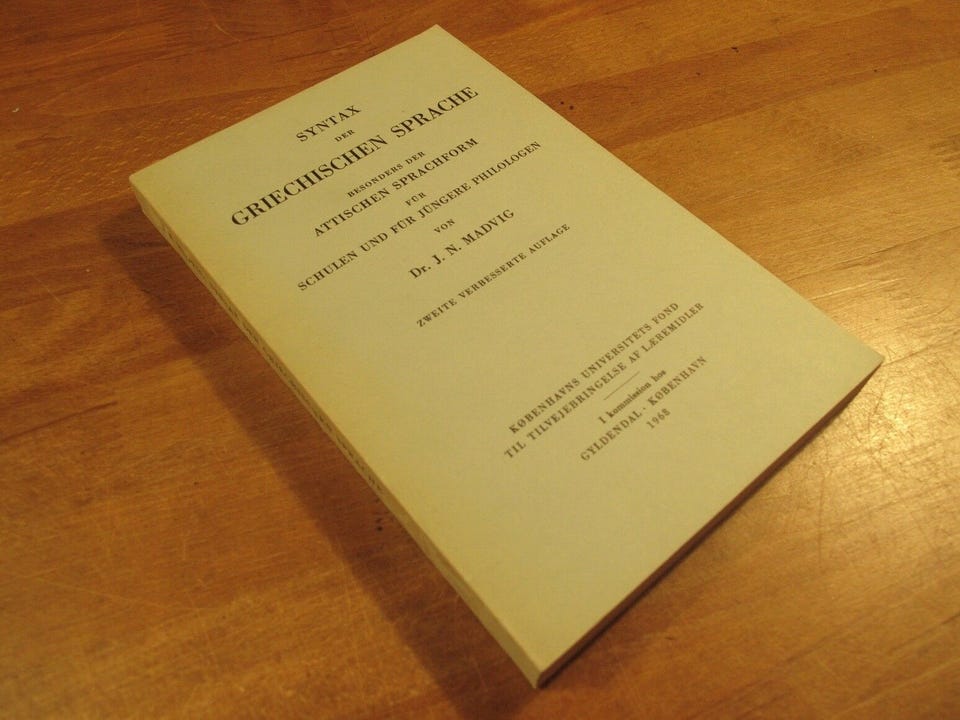 SYNTAX
DER
GRIECHISCHEN SPRACHE
BESONDERS DER
ATTISCHEN SPRACHFORM
FÜR
SCHULEN UND FÜR JÜNGERE PHILOLOGEN
VON
Dr. J. N. MADVIG
ZWEITE VERBESSERTE AUFLAGE
KØBENHAVNS UNIVERSITETS FOND
TIL TILVEJEBRINGELSE AF LÆREMIDLER
I kommission hos
GYLDENDAL · KØBENHAVN
1968